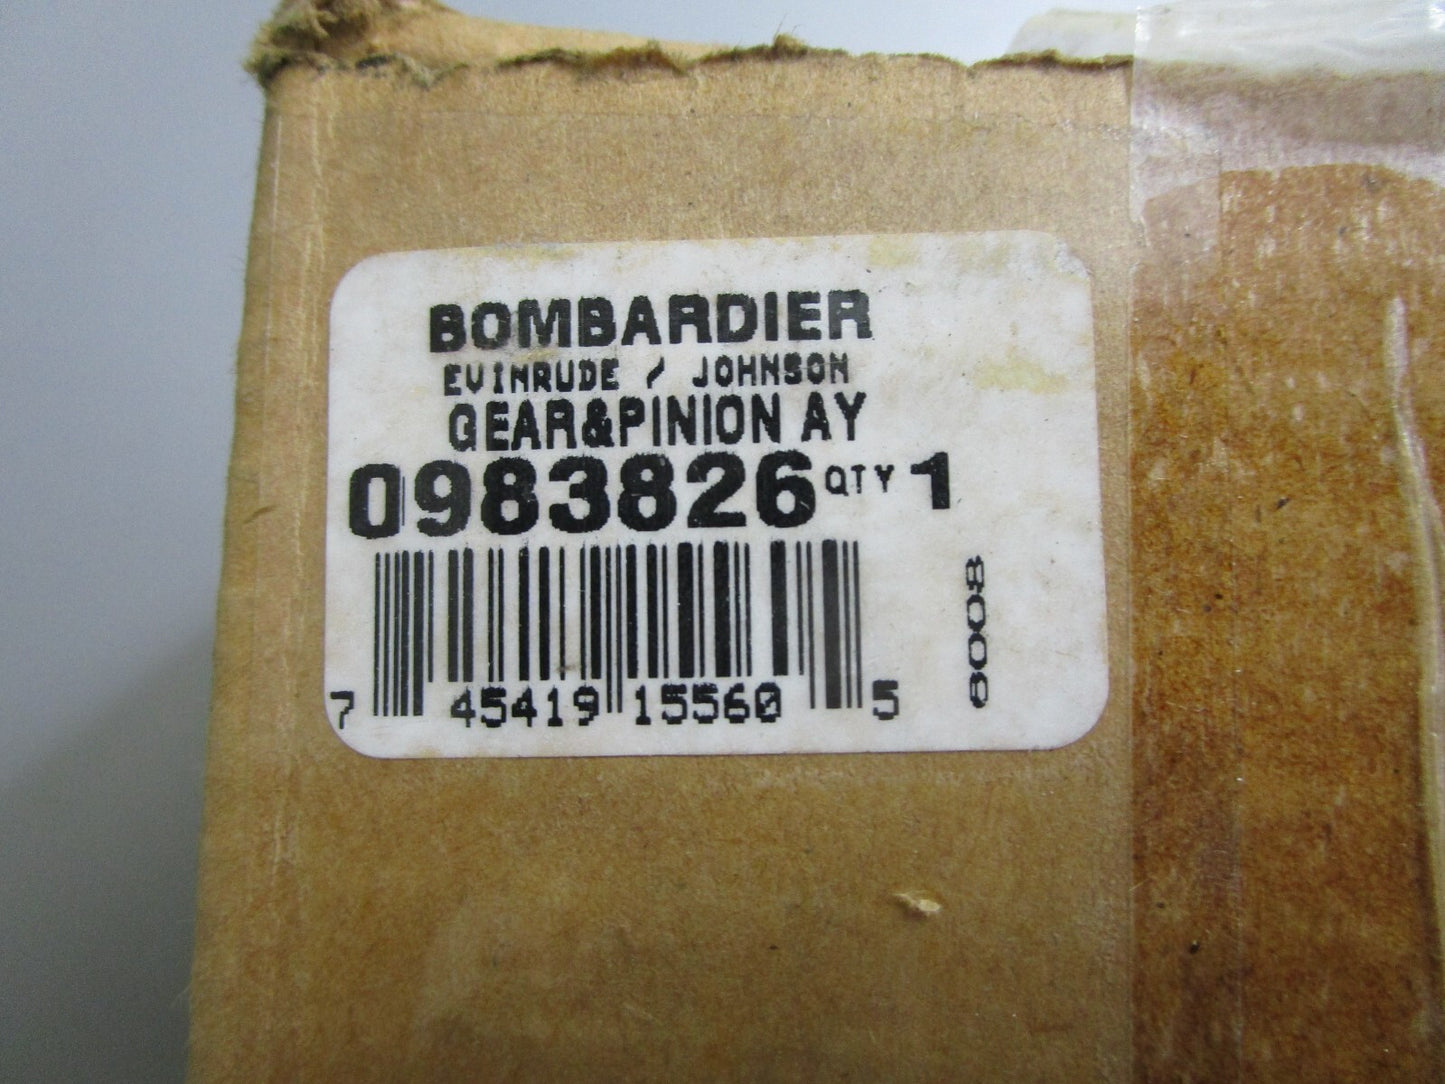 BOMBARDIER
EVINRUDE / JOHNSON
GEAR&PINION AY
0983826 QTY 1
7 45419 15560 5
8008